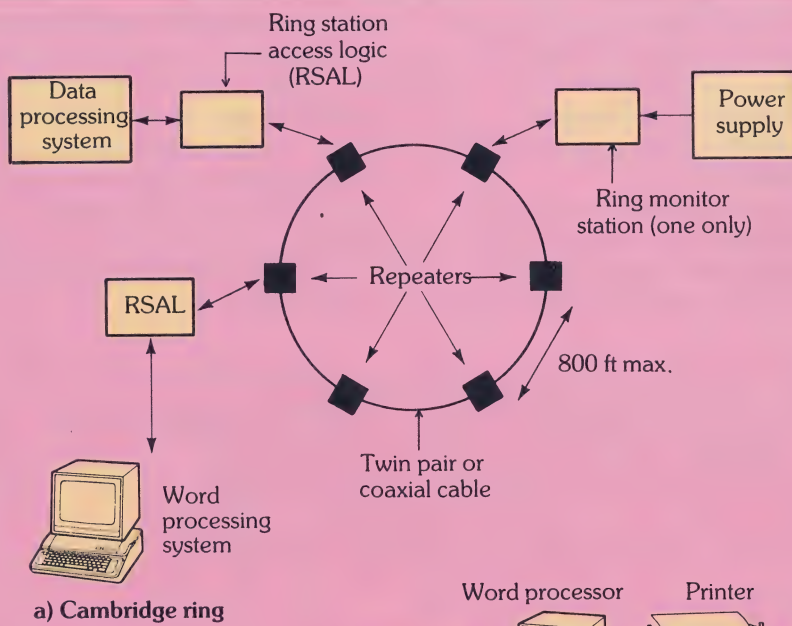 Ring station
access logic
(RSAL)
Data
processing
system
Power
supply
Ring monitor
station (one only)
Repeaters
RSAL
800 ft max.
Twin pair or
coaxial cable
Word
processing
system
a) Cambridge ring
Word processor
Printer